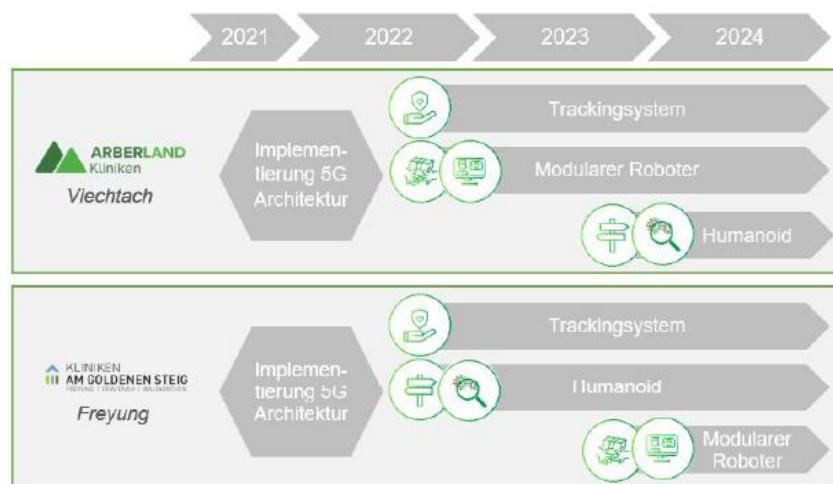 2021 2022 2023 2024
Trackingsystem
ARBERLAND
Kliniken
Viechtach
Implemen-
tierung 5G
Architektur
Modularer Roboter
Humanoid
Trackingsystem
KLINIKEN
AM GOLDENEN STEIG
Freyung
Implemen-
tierung 5G
Architektur
Humanoid
Modularer
Roboter